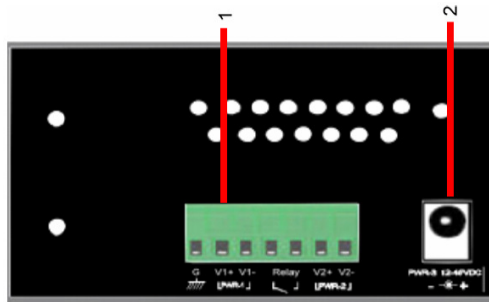 1
2
G V1+ V1- Relay V2+ V2-
PWR-1 PWR-2
PWR-3 12-48VDC
- +